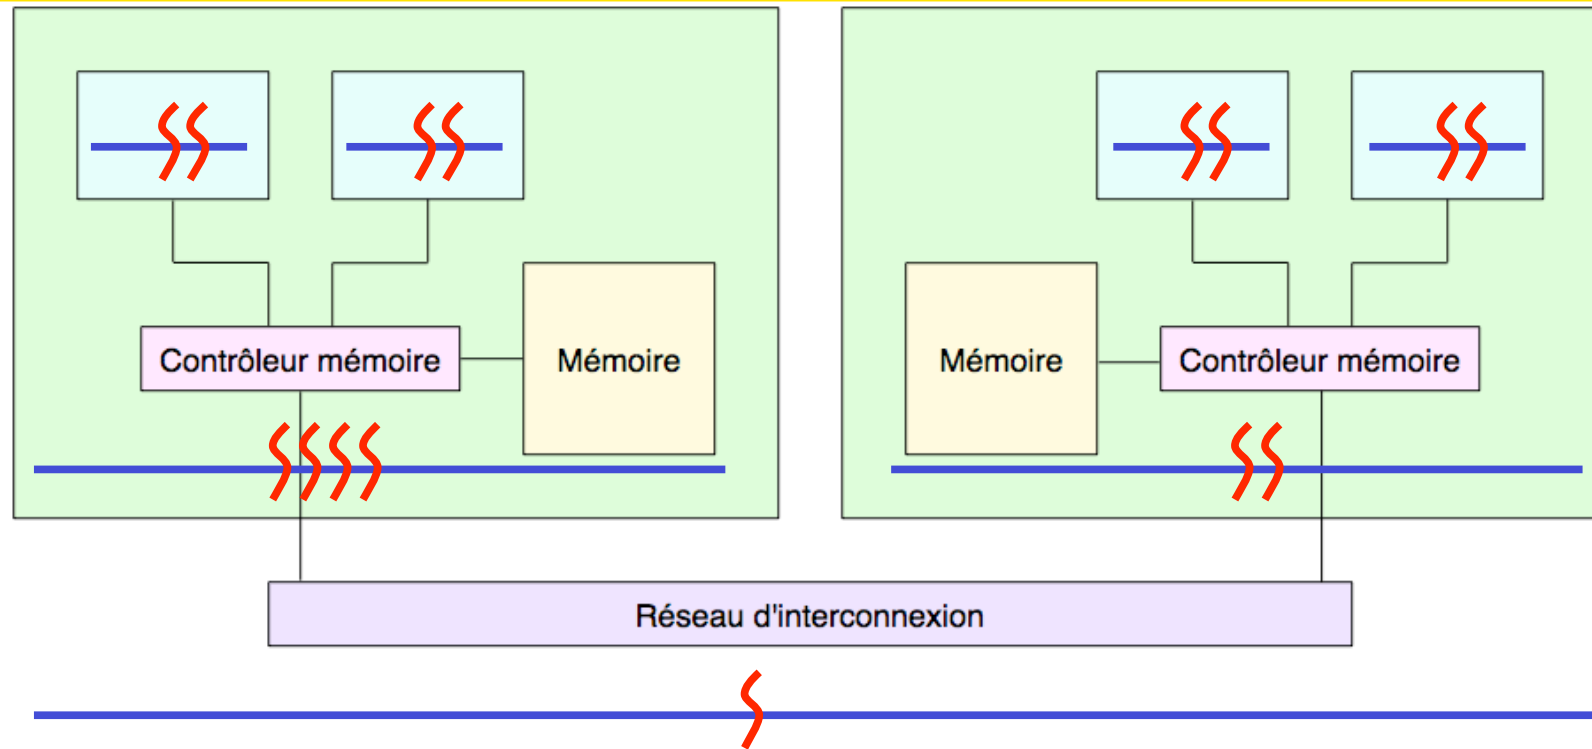 Contrôleur mémoire
Mémoire
Mémoire
Contrôleur mémoire
Réseau d'interconnexion